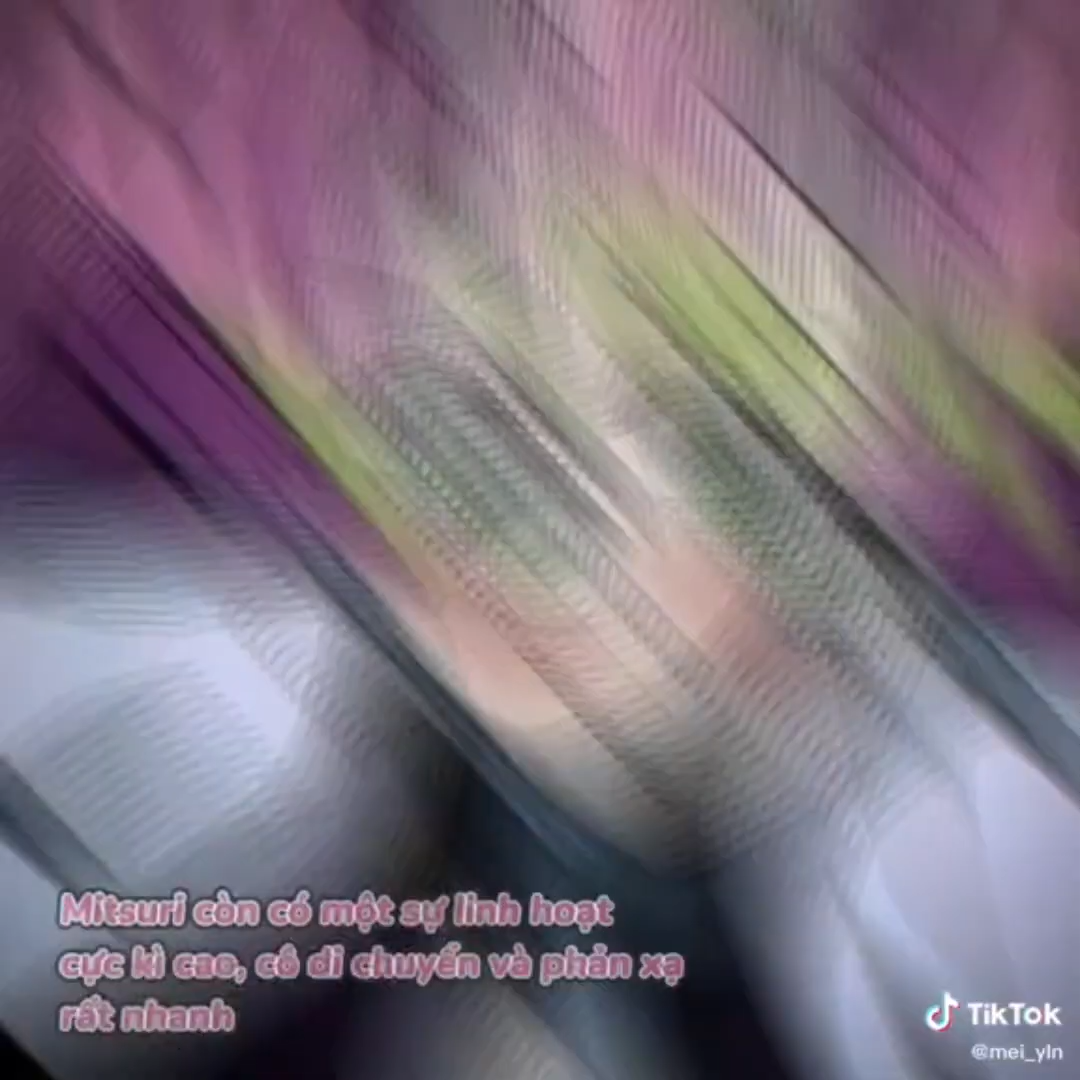 Mitsuri còn có một sự linh hoạt
cực kì cao, cô di chuyển và phản xạ
rất nhanh
TikTok
@mei_yln